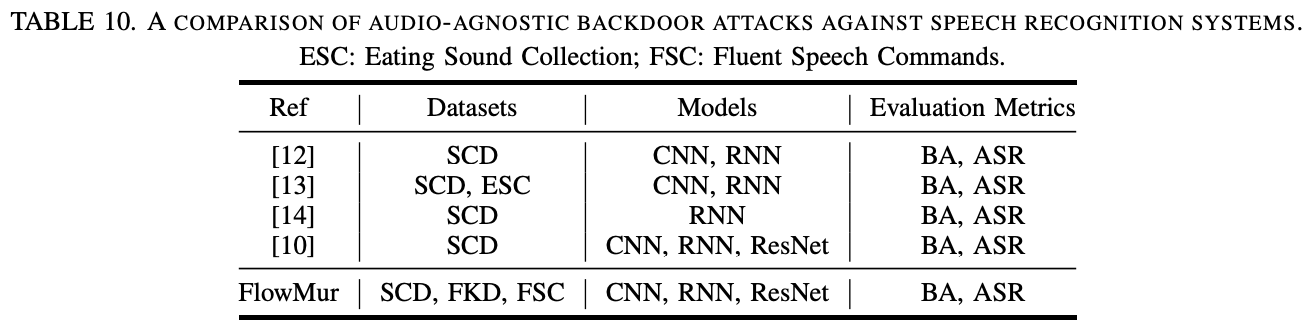 TABLE 10. A COMPARISON OF AUDIO-AGNOSTIC BACKDOOR ATTACKS AGAINST SPEECH RECOGNITION SYSTEMS.
ESC: Eating Sound Collection; FSC: Fluent Speech Commands.
Ref Datasets Models Evaluation Metrics
[12] SCD CNN, RNN BA, ASR
[13] SCD, ESC CNN, RNN BA, ASR
[14] SCD RNN BA, ASR
[10] SCD CNN, RNN, ResNet BA, ASR
FlowMur SCD, FKD, FSC CNN, RNN, ResNet BA, ASR